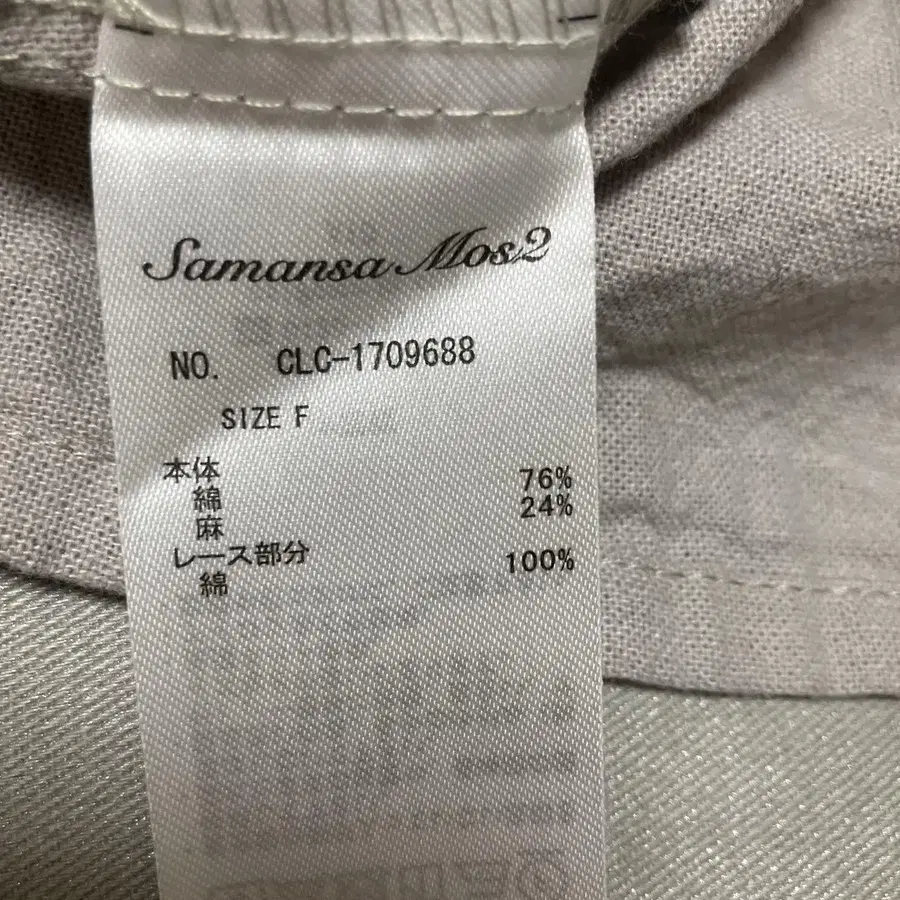 Samansa Mos2
NO. CLC-1709688
SIZE F
本体
綿 76%
麻 24%
レース部分
綿 100%